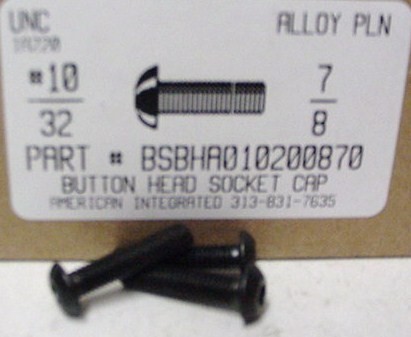 UNC ALLOY PLN
#10 7
32 8
PART # BSBHA010200870
BUTTON HEAD SOCKET CAP
AMERICAN INTEGRATED 313-831-7635